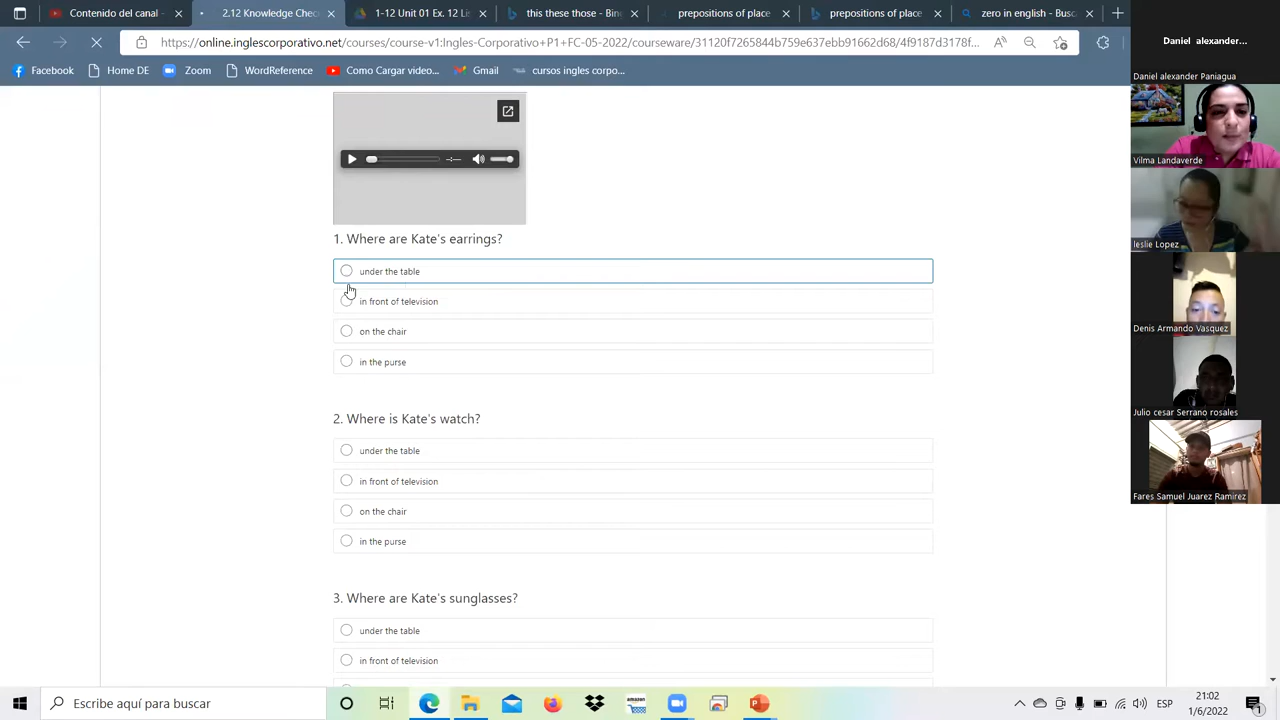 Contenido del canal - 
2.12 Knowledge Chec
1-12 Unit 01 Ex. 12 Lis
this these those - Bin
prepositions of place
prepositions of place
zero in english - Busc
Daniel alexander...
https://online.inglescorporativo.net/courses/course-v1:Ingles-Corporativo+P1+FC-05-2022/courseware/31120f7265844b759e637ebb91662d68/4f9187d3178f...
Facebook
Home DE
Zoom
WordReference
Como Cargar video...
Gmail
cursos ingles corpo...
Daniel alexander Paniagua
Vilma Landaverde
1. Where are Kate's earrings?
leslie Lopez
under the table
in front of television
on the chair
Denis Armando Vasquez
in the purse
2. Where is Kate's watch?
Julio cesar Serrano rosales
under the table
in front of television
Fares Samuel Juarez Ramirez
on the chair
in the purse
3. Where are Kate's sunglasses?
under the table
in front of television
Escribe aquí para buscar
amazon
ESP
21:02
1/6/2022
1